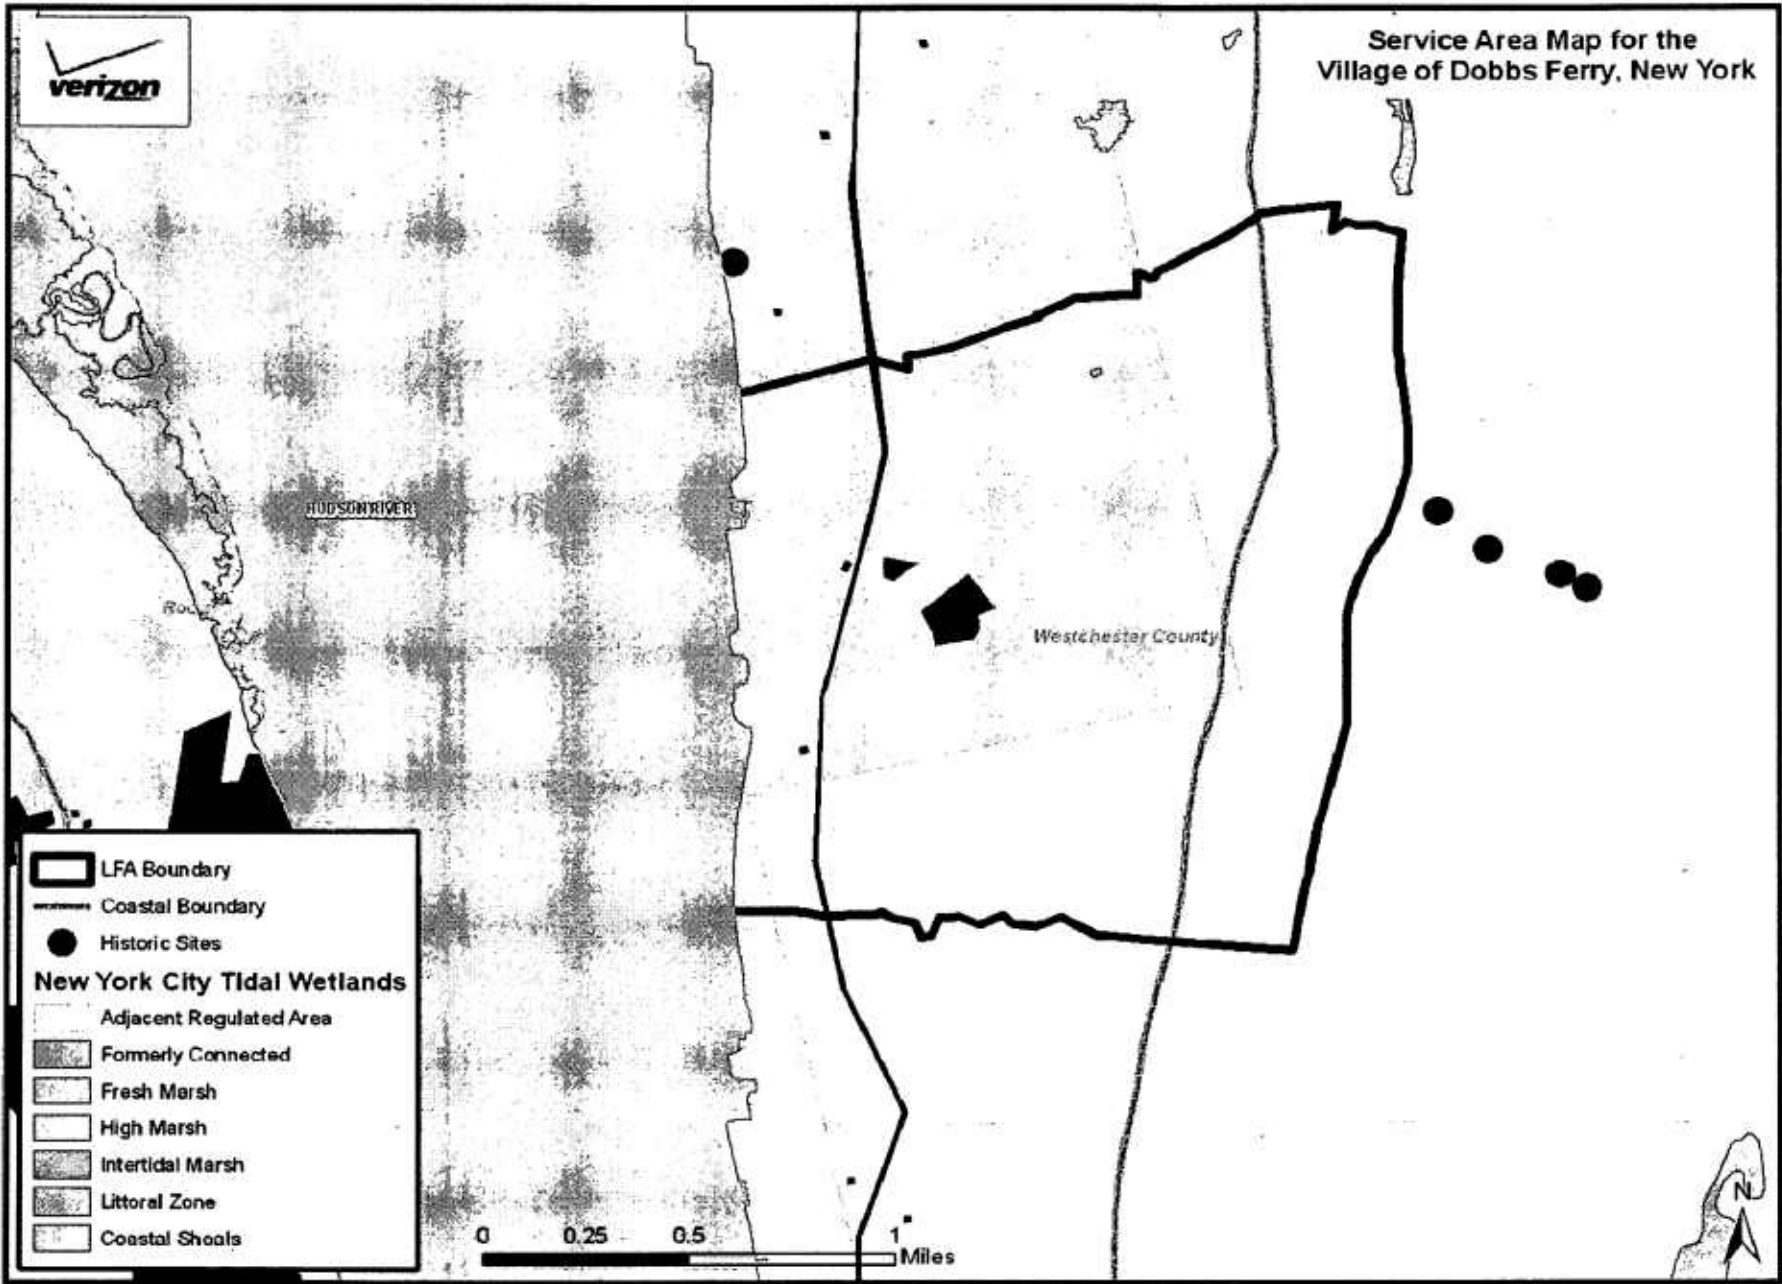 verizon
Service Area Map for the
Village of Dobbs Ferry, New York
HUDSON RIVER
Westchester County
LFA Boundary
Coastal Boundary
Historic Sites
New York City Tidal Wetlands
Adjacent Regulated Area
Formerly Connected
Fresh Marsh
High Marsh
Intertidal Marsh
Littoral Zone
Coastal Shoals
0 0.25 0.5 1
Miles
N